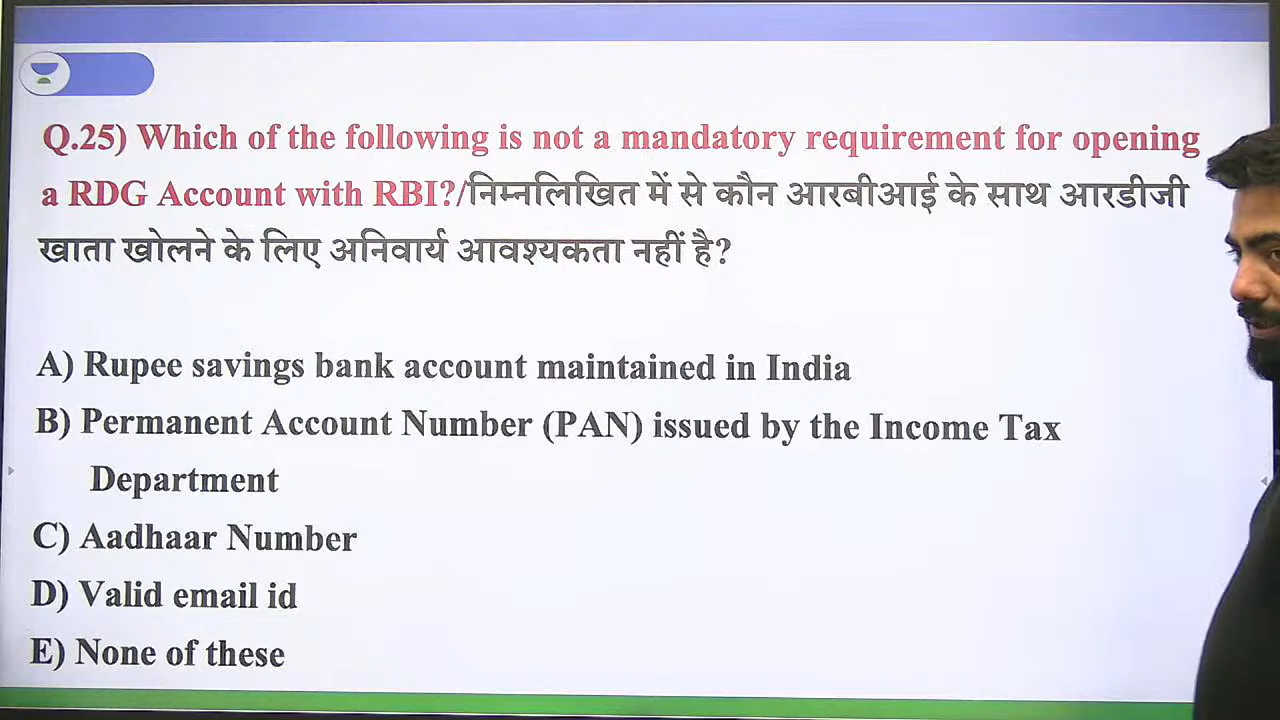 Q.25) Which of the following is not a mandatory requirement for opening
a RDG Account with RBI?/निम्नलिखित में से कौन आरबीआई के साथ आरडीजी
खाता खोलने के लिए अनिवार्य आवश्यकता नहीं है?
A) Rupee savings bank account maintained in India
B) Permanent Account Number (PAN) issued by the Income Tax
Department
C) Aadhaar Number
D) Valid email id
E) None of these